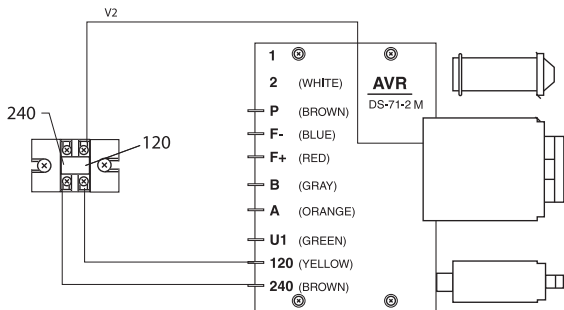 V2
1
2 (WHITE)
AVR
DS-71-2 M
P (BROWN)
F- (BLUE)
F+ (RED)
B (GRAY)
A (ORANGE)
U1 (GREEN)
120 (YELLOW)
240 (BROWN)
240
120